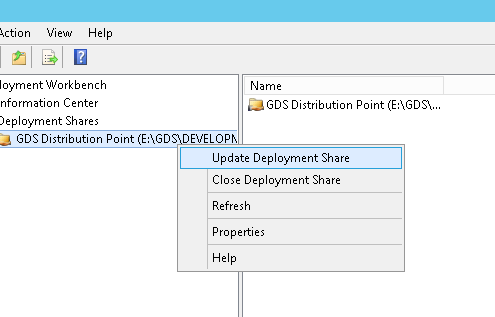 Action View Help
loyment Workbench
nformation Center
Deployment Shares
GDS Distribution Point (E:\GDS\DEVELOPN
Name
GDS Distribution Point (E:\GDS\...
Update Deployment Share
Close Deployment Share
Refresh
Properties
Help